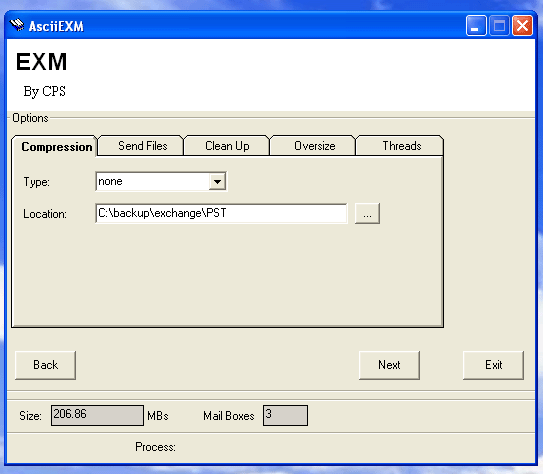 AsciiEXM
EXM
By CPS
Options
Compression Send Files Clean Up Oversize Threads
Type: none
Location: C:\backup\exchange\PST ...
Back Next Exit
Size: 206.86 MBs Mail Boxes 3
Process: